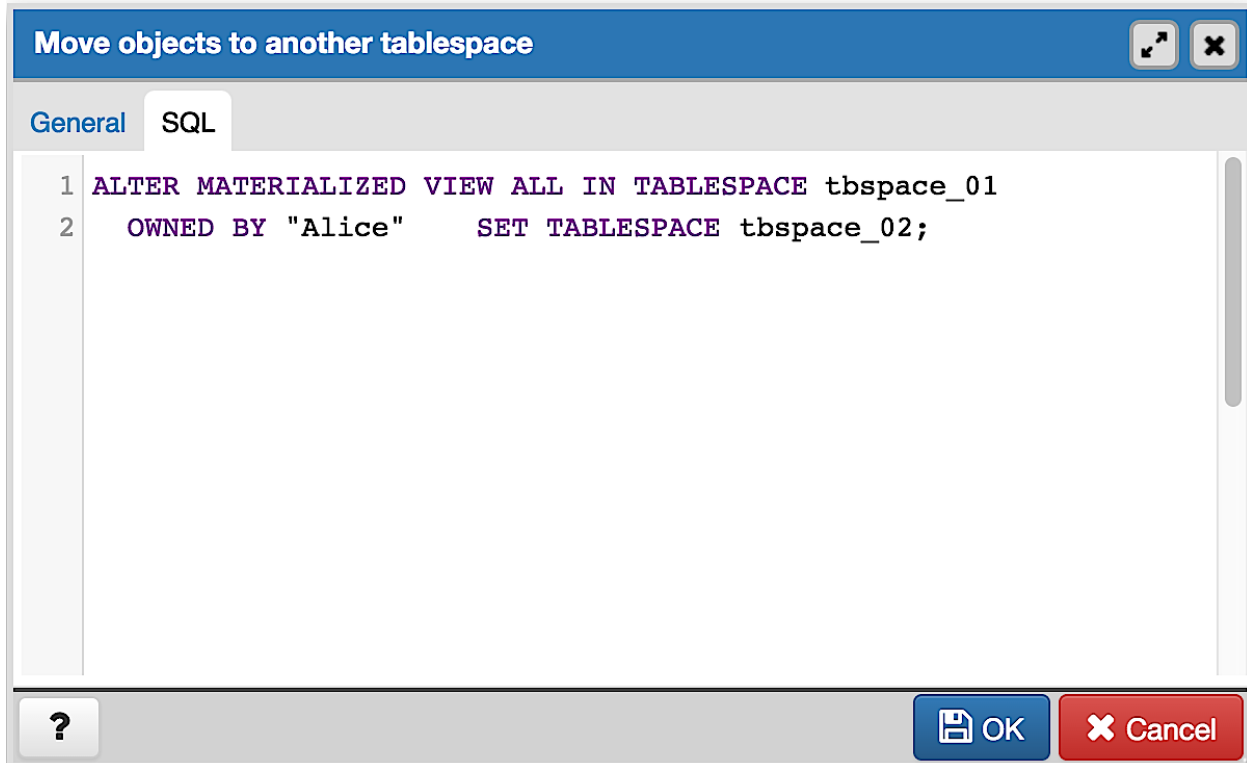 Move objects to another tablespace
General SQL
1 ALTER MATERIALIZED VIEW ALL IN TABLESPACE tbspace_01
2 OWNED BY "Alice" SET TABLESPACE tbspace_02;
? OK Cancel